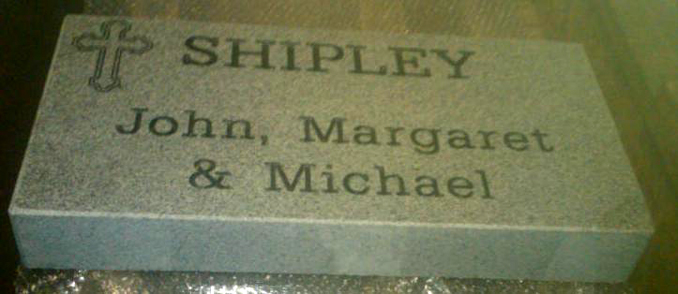 SHIPLEY
John, Margaret
& Michael